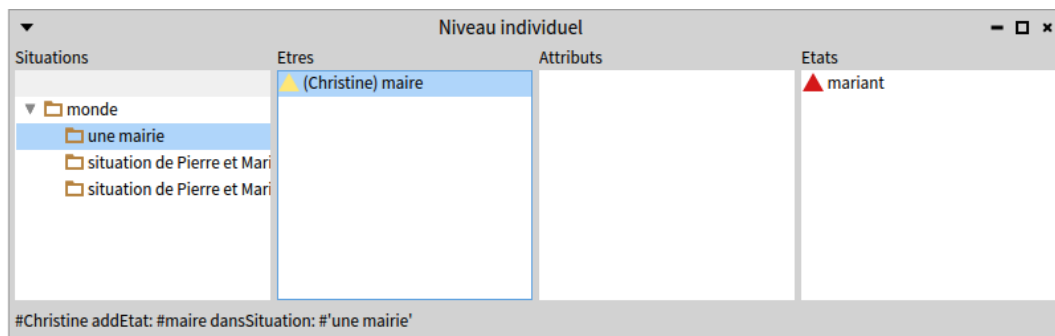 Niveau individuel
Situations
Etres
Attributs
Etats
(Christine) maire
mariant
monde
une mairie
situation de Pierre et Mari
situation de Pierre et Mari
#Christine addEtat: #maire dansSituation: #'une mairie'